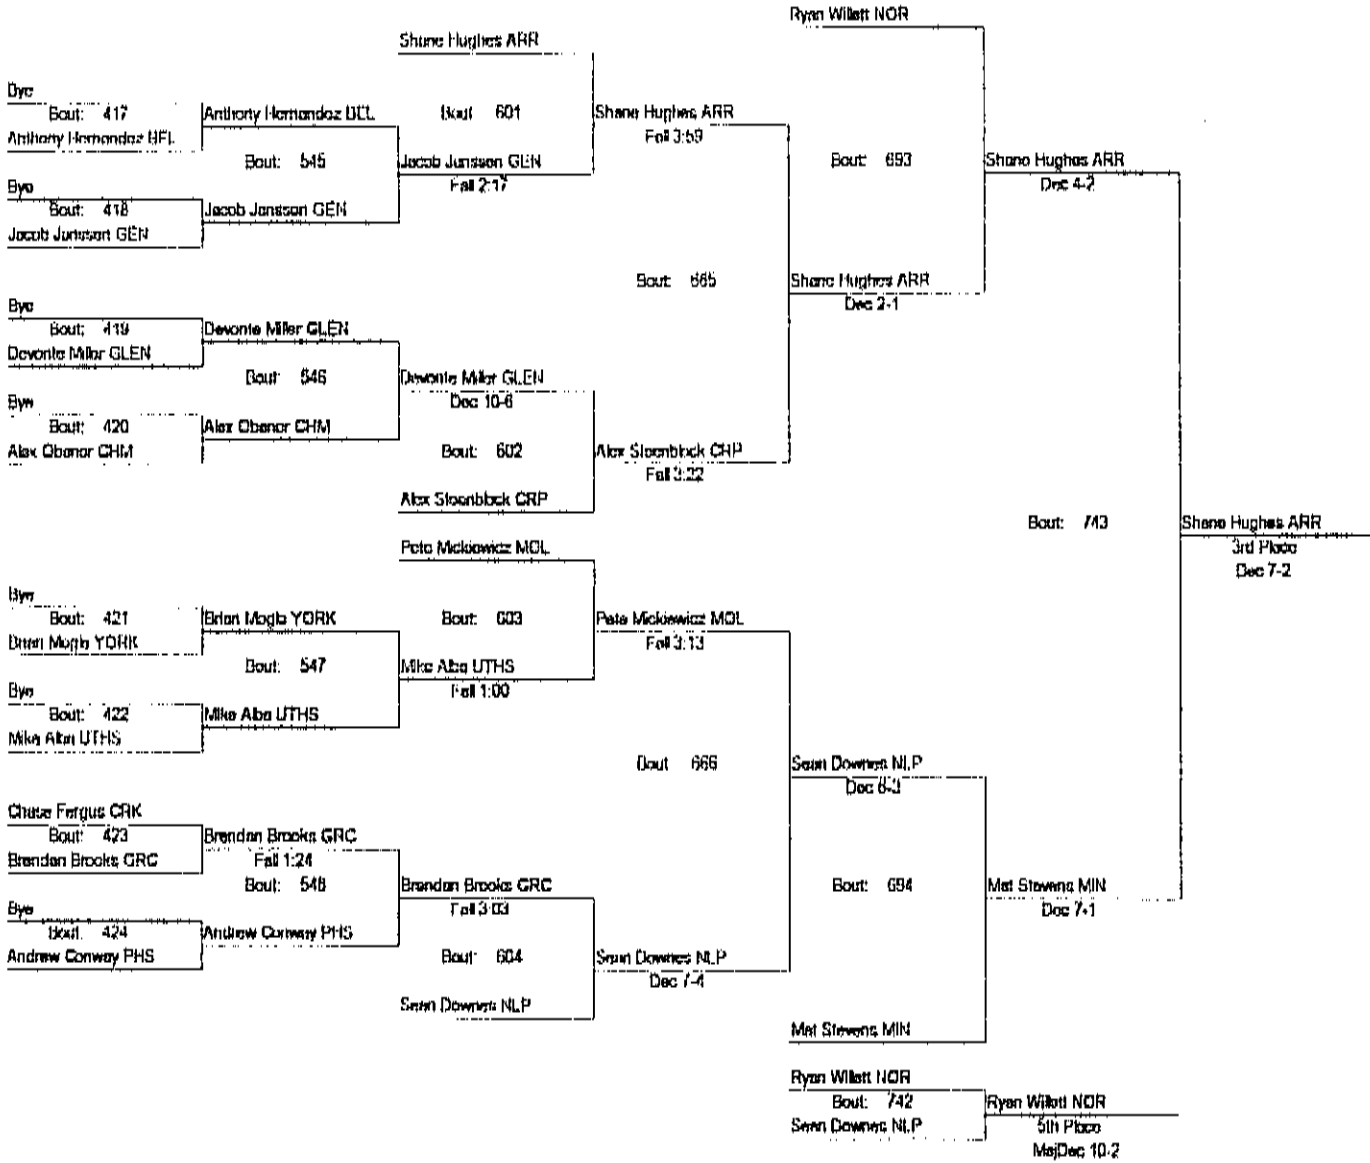 Ryan Willett NOR
Shane Hughes ARR
Bye
Bout: 417
Anthony Hernandez BEL
Anthony Hernandez BEL
Bout: 601
Shane Hughes ARR
Fall 3:59
Bout: 545
Jacob Jonsson GEN
Fall 2:17
Bout: 693
Shane Hughes ARR
Dec 4-2
Bye
Bout: 418
Jacob Jonsson GEN
Jacob Jonsson GEN
Bout: 665
Shane Hughes ARR
Dec 2-1
Bye
Bout: 419
Devonte Miller GLEN
Devonte Miller GLEN
Bout: 546
Devonte Miller GLEN
Dec 10-6
Bye
Bout: 420
Alex Obenor CHM
Alex Obenor CHM
Bout: 602
Alex Sloenblock CRP
Fall 3:22
Alex Sloenblock CRP
Bout: 743
Shane Hughes ARR
3rd Place
Dec 7-2
Pete Mickiewicz MOL
Bye
Bout: 421
Brian Moglo YORK
Brian Moglo YORK
Bout: 603
Pete Mickiewicz MOL
Fall 3:13
Bout: 547
Mike Alba UTHS
Fall 1:00
Bye
Bout: 422
Mike Alba UTHS
Mike Alba UTHS
Bout: 666
Sean Downes NLP
Dec 6-3
Chase Fergus CRK
Bout: 423
Brendan Brooks GRC
Brendan Brooks GRC
Fall 1:24
Bout: 548
Brendan Brooks GRC
Fall 3:03
Bout: 694
Mat Stevens MIN
Dec 7-1
Bye
Bout: 424
Andrew Conway PHS
Andrew Conway PHS
Bout: 604
Sean Downes NLP
Dec 7-4
Sean Downes NLP
Mat Stevens MIN
Ryan Willett NOR
Bout: 742
Sean Downes NLP
Ryan Willett NOR
5th Place
MajDec 10-2